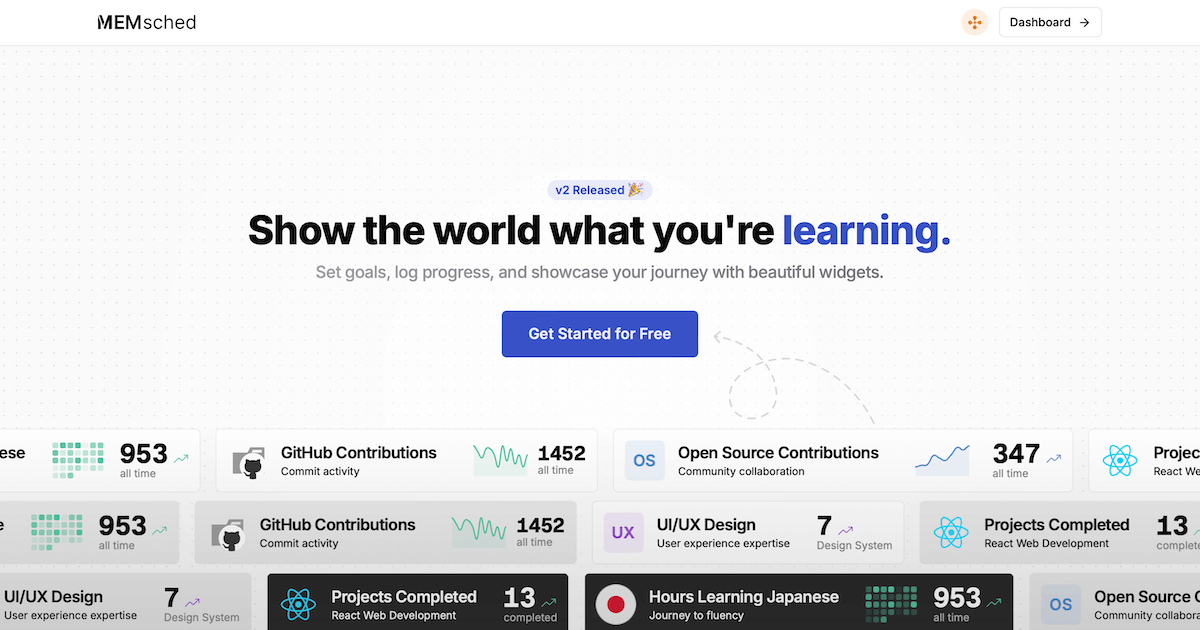 MEMsched
Dashboard →
v2 Released 🎉
Show the world what you're learning.
Set goals, log progress, and showcase your journey with beautiful widgets.
Get Started for Free
ese
953
all time
GitHub Contributions
Commit activity
1452
all time
OS
Open Source Contributions
Community collaboration
347
all time
Projec
React We
e
953
all time
GitHub Contributions
Commit activity
1452
all time
UX
UI/UX Design
User experience expertise
7
Design System
Projects Completed
React Web Development
13
complete
UI/UX Design
User experience expertise
7
Design System
Projects Completed
React Web Development
13
completed
Hours Learning Japanese
Journey to fluency
953
all time
OS
Open Source C
Community collabora